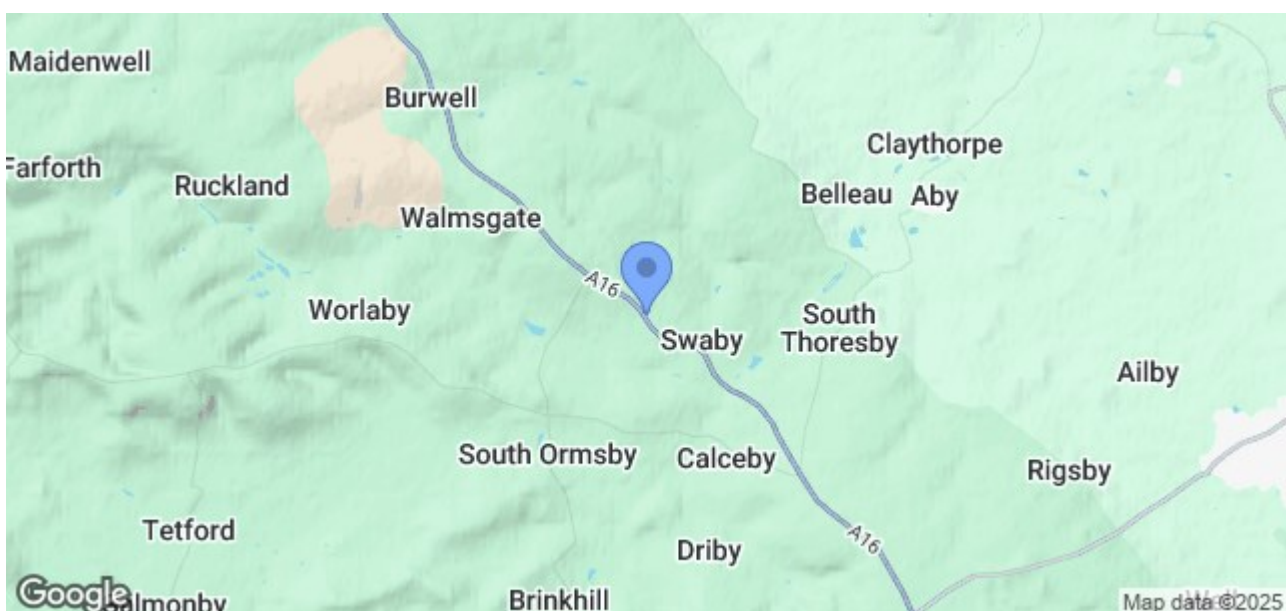 Maidenwell
Burwell
Claythorpe
Farforth
Ruckland
Belleau
Aby
Walmsgate
A16
Worlaby
Swaby
South
Thoresby
Ailby
South Ormsby
Calceby
Rigsby
Tetford
A16
Driby
Google
Brinkhill
Map data ©2025